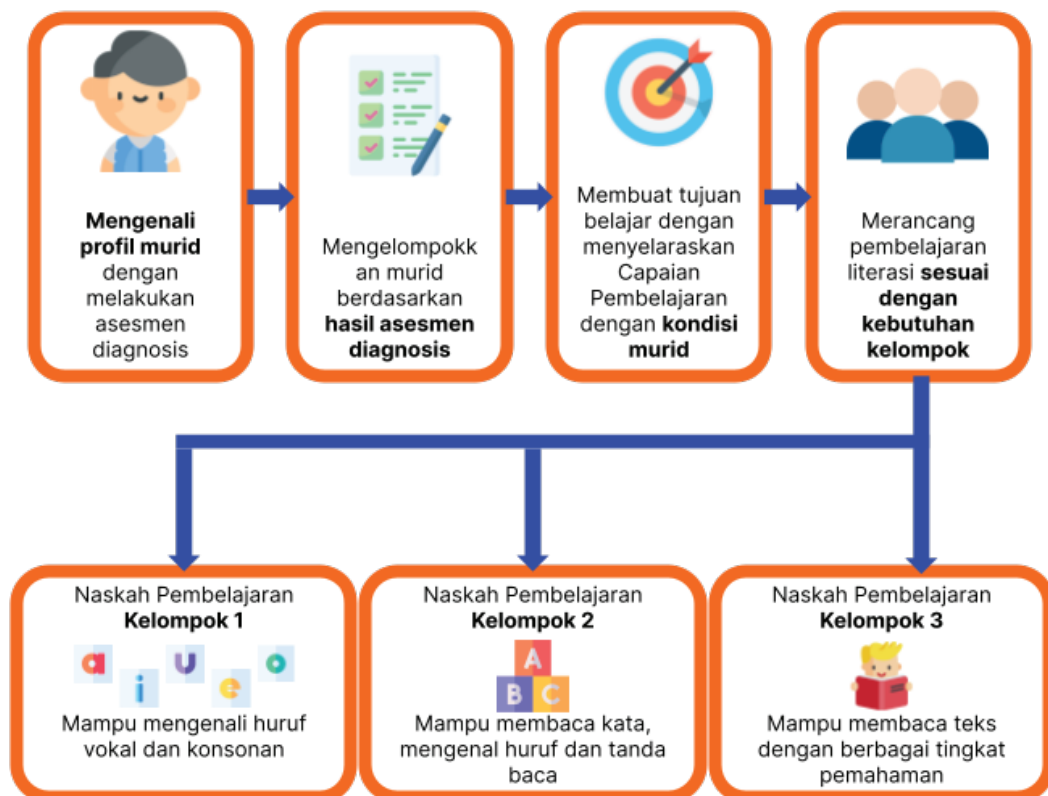 Mengenali
profil murid
dengan
melakukan
asesmen
diagnosis
Mengelompokk
an murid
berdasarkan
hasil asesmen
diagnosis
Membuat tujuan
belajar dengan
menyelaraskan
Capaian
Pembelajaran
dengan kondisi
murid
Merancang
pembelajaran
literasi sesuai
dengan
kebutuhan
kelompok
Naskah Pembelajaran
Kelompok 1
a i u e o
Mampu mengenali huruf
vokal dan konsonan
Naskah Pembelajaran
Kelompok 2
A
B C
Mampu membaca kata,
mengenal huruf dan tanda
baca
Naskah Pembelajaran
Kelompok 3
Mampu membaca teks
dengan berbagai tingkat
pemahaman